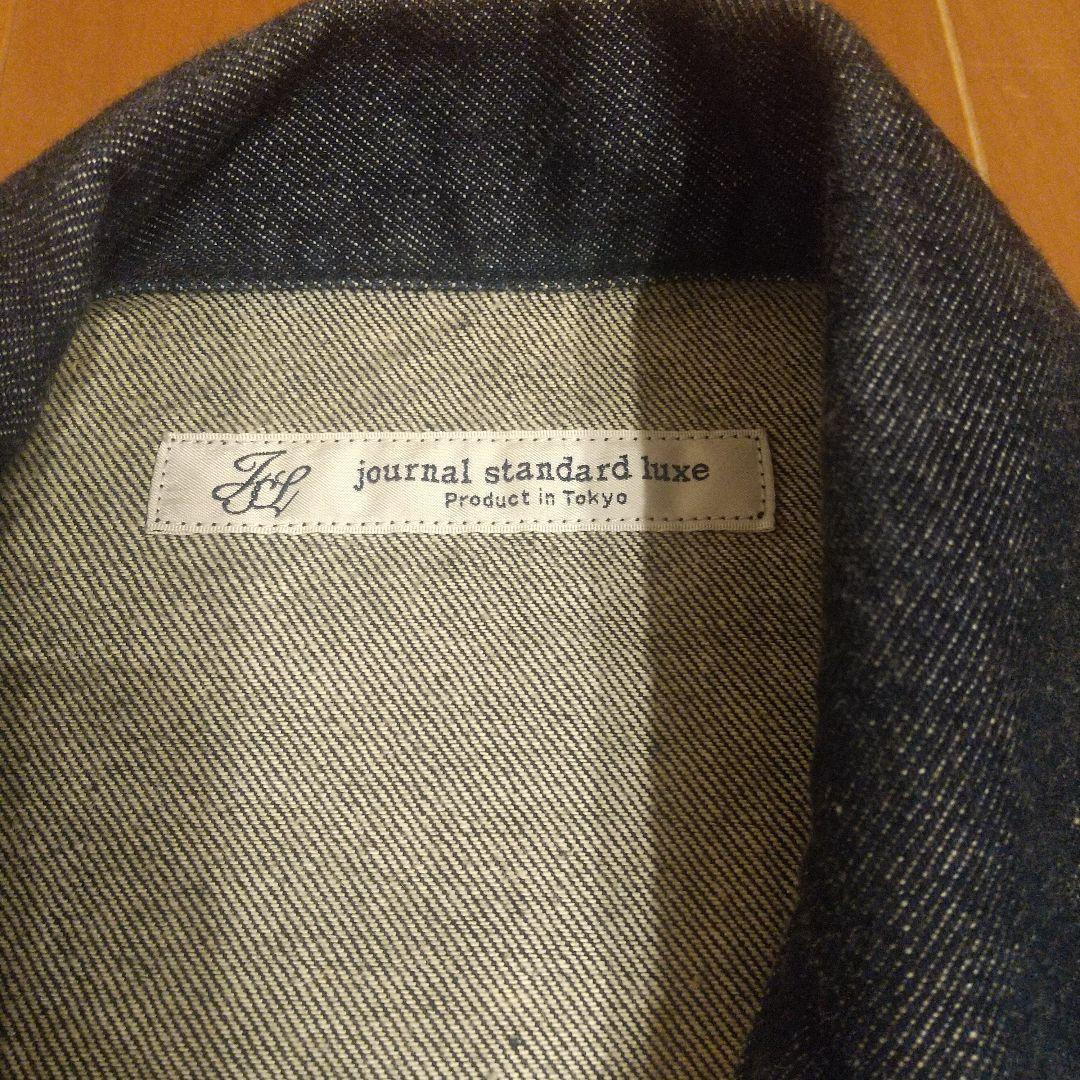 JSL
journal standard luxe
Product in Tokyo